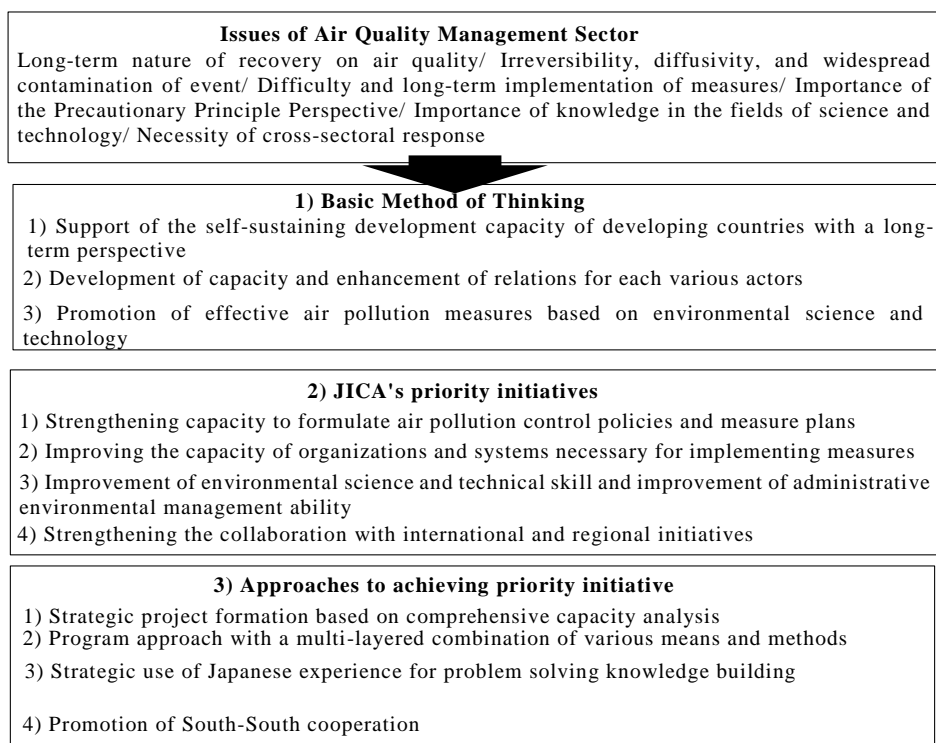 Issues of Air Quality Management Sector
Long-term nature of recovery on air quality/ Irreversibility, diffusivity, and widespread
contamination of event/ Difficulty and long-term implementation of measures/ Importance of
the Precautionary Principle Perspective/ Importance of knowledge in the fields of science and
technology/ Necessity of cross-sectoral response
1) Basic Method of Thinking
1) Support of the self-sustaining development capacity of developing countries with a long-
term perspective
2) Development of capacity and enhancement of relations for each various actors
3) Promotion of effective air pollution measures based on environmental science and
technology
2) JICA's priority initiatives
1) Strengthening capacity to formulate air pollution control policies and measure plans
2) Improving the capacity of organizations and systems necessary for implementing measures
3) Improvement of environmental science and technical skill and improvement of administrative
environmental management ability
4) Strengthening the collaboration with international and regional initiatives
3) Approaches to achieving priority initiative
1) Strategic project formation based on comprehensive capacity analysis
2) Program approach with a multi-layered combination of various means and methods
3) Strategic use of Japanese experience for problem solving knowledge building
4) Promotion of South-South cooperation